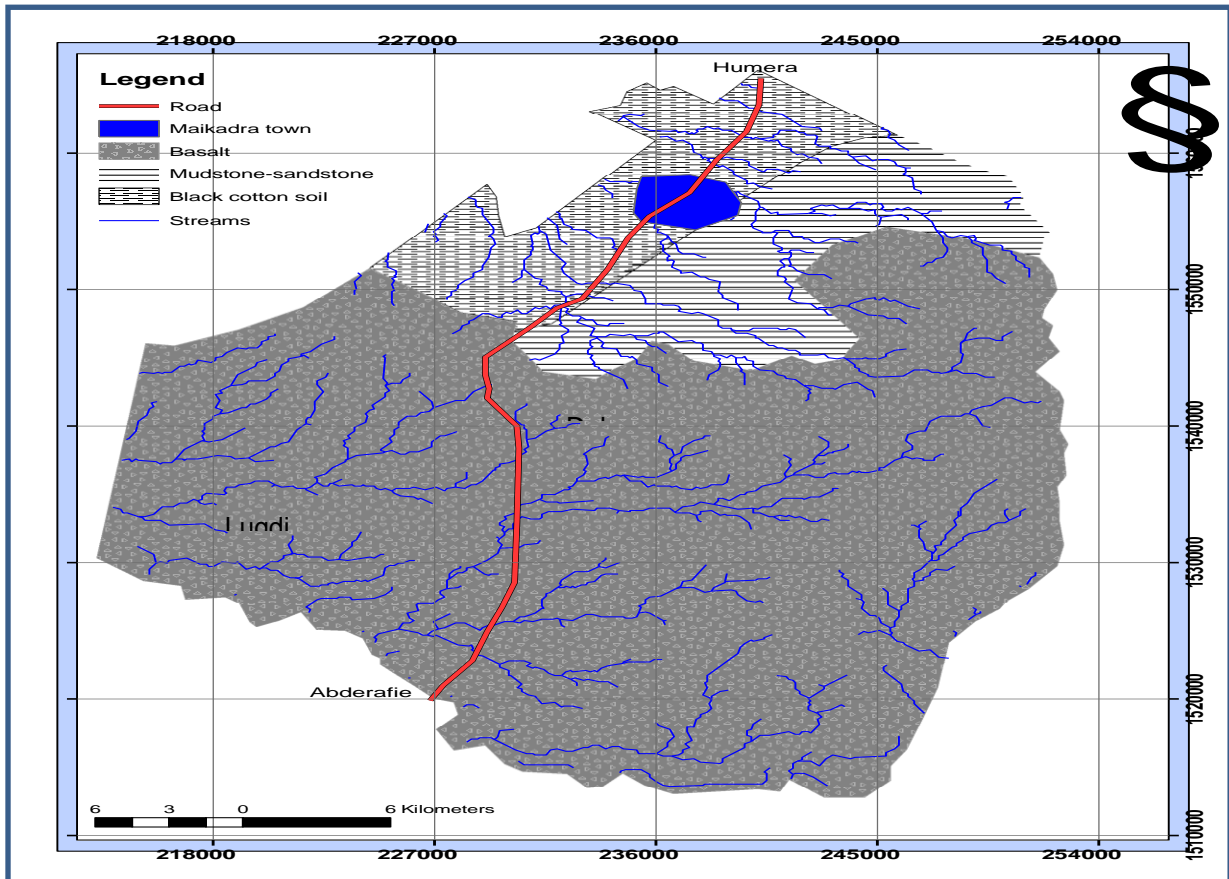 218000 227000 236000 245000 254000
Humera
Legend
Road
Maikadra town
Basalt
Mudstone-sandstone
Black cotton soil
Streams
§
1550000
1540000
1530000
Abderafie
1520000
6 3 0 6 Kilometers
1510000
218000 227000 236000 245000 254000